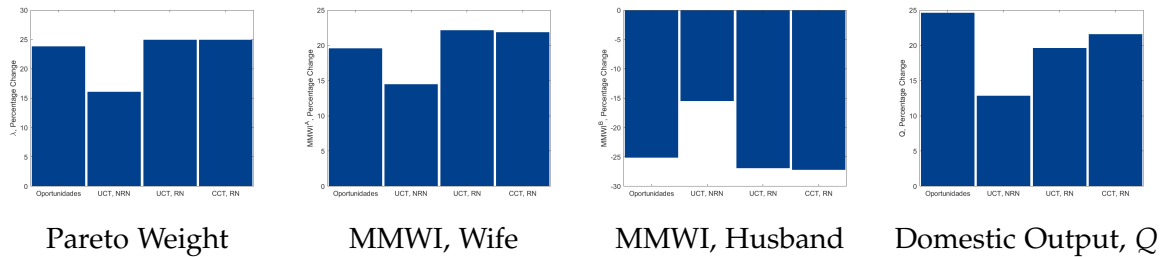 30
25
20
15
10
5
0
λ, Percentage Change
Oportunidades UCT, NRN UCT, RN CCT, RN
Pareto Weight
25
20
15
10
5
0
MMWI^A, Percentage Change
Oportunidades UCT, NRN UCT, RN CCT, RN
MMWI, Wife
0
-5
-10
-15
-20
-25
-30
MMWI^B, Percentage Change
Oportunidades UCT, NRN UCT, RN CCT, RN
MMWI, Husband
25
20
15
10
5
0
Q, Percentage Change
Oportunidades UCT, NRN UCT, RN CCT, RN
Domestic Output, Q